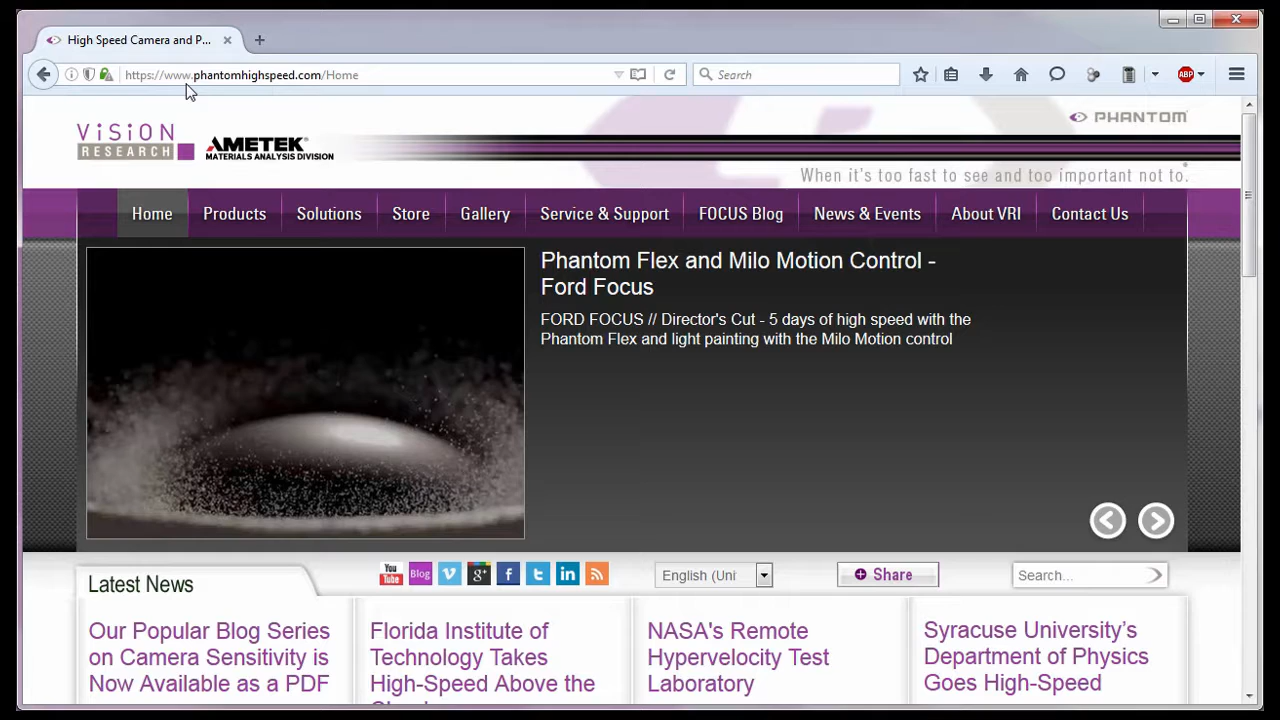 High Speed Camera and P...
https://www.phantomhighspeed.com/Home
Search
ABP
ViSiON
RESEARCH
AMETEK®
MATERIALS ANALYSIS DIVISION
PHANTOM
When it's too fast to see and too important not to.
Home
Products
Solutions
Store
Gallery
Service & Support
FOCUS Blog
News & Events
About VRI
Contact Us
Phantom Flex and Milo Motion Control -
Ford Focus
FORD FOCUS // Director's Cut - 5 days of high speed with the
Phantom Flex and light painting with the Milo Motion control
Latest News
You
Tube
Blog
English (Uni
Share
Search...
Our Popular Blog Series
on Camera Sensitivity is
Now Available as a PDF
Florida Institute of
Technology Takes
High-Speed Above the
NASA's Remote
Hypervelocity Test
Laboratory
Syracuse University's
Department of Physics
Goes High-Speed